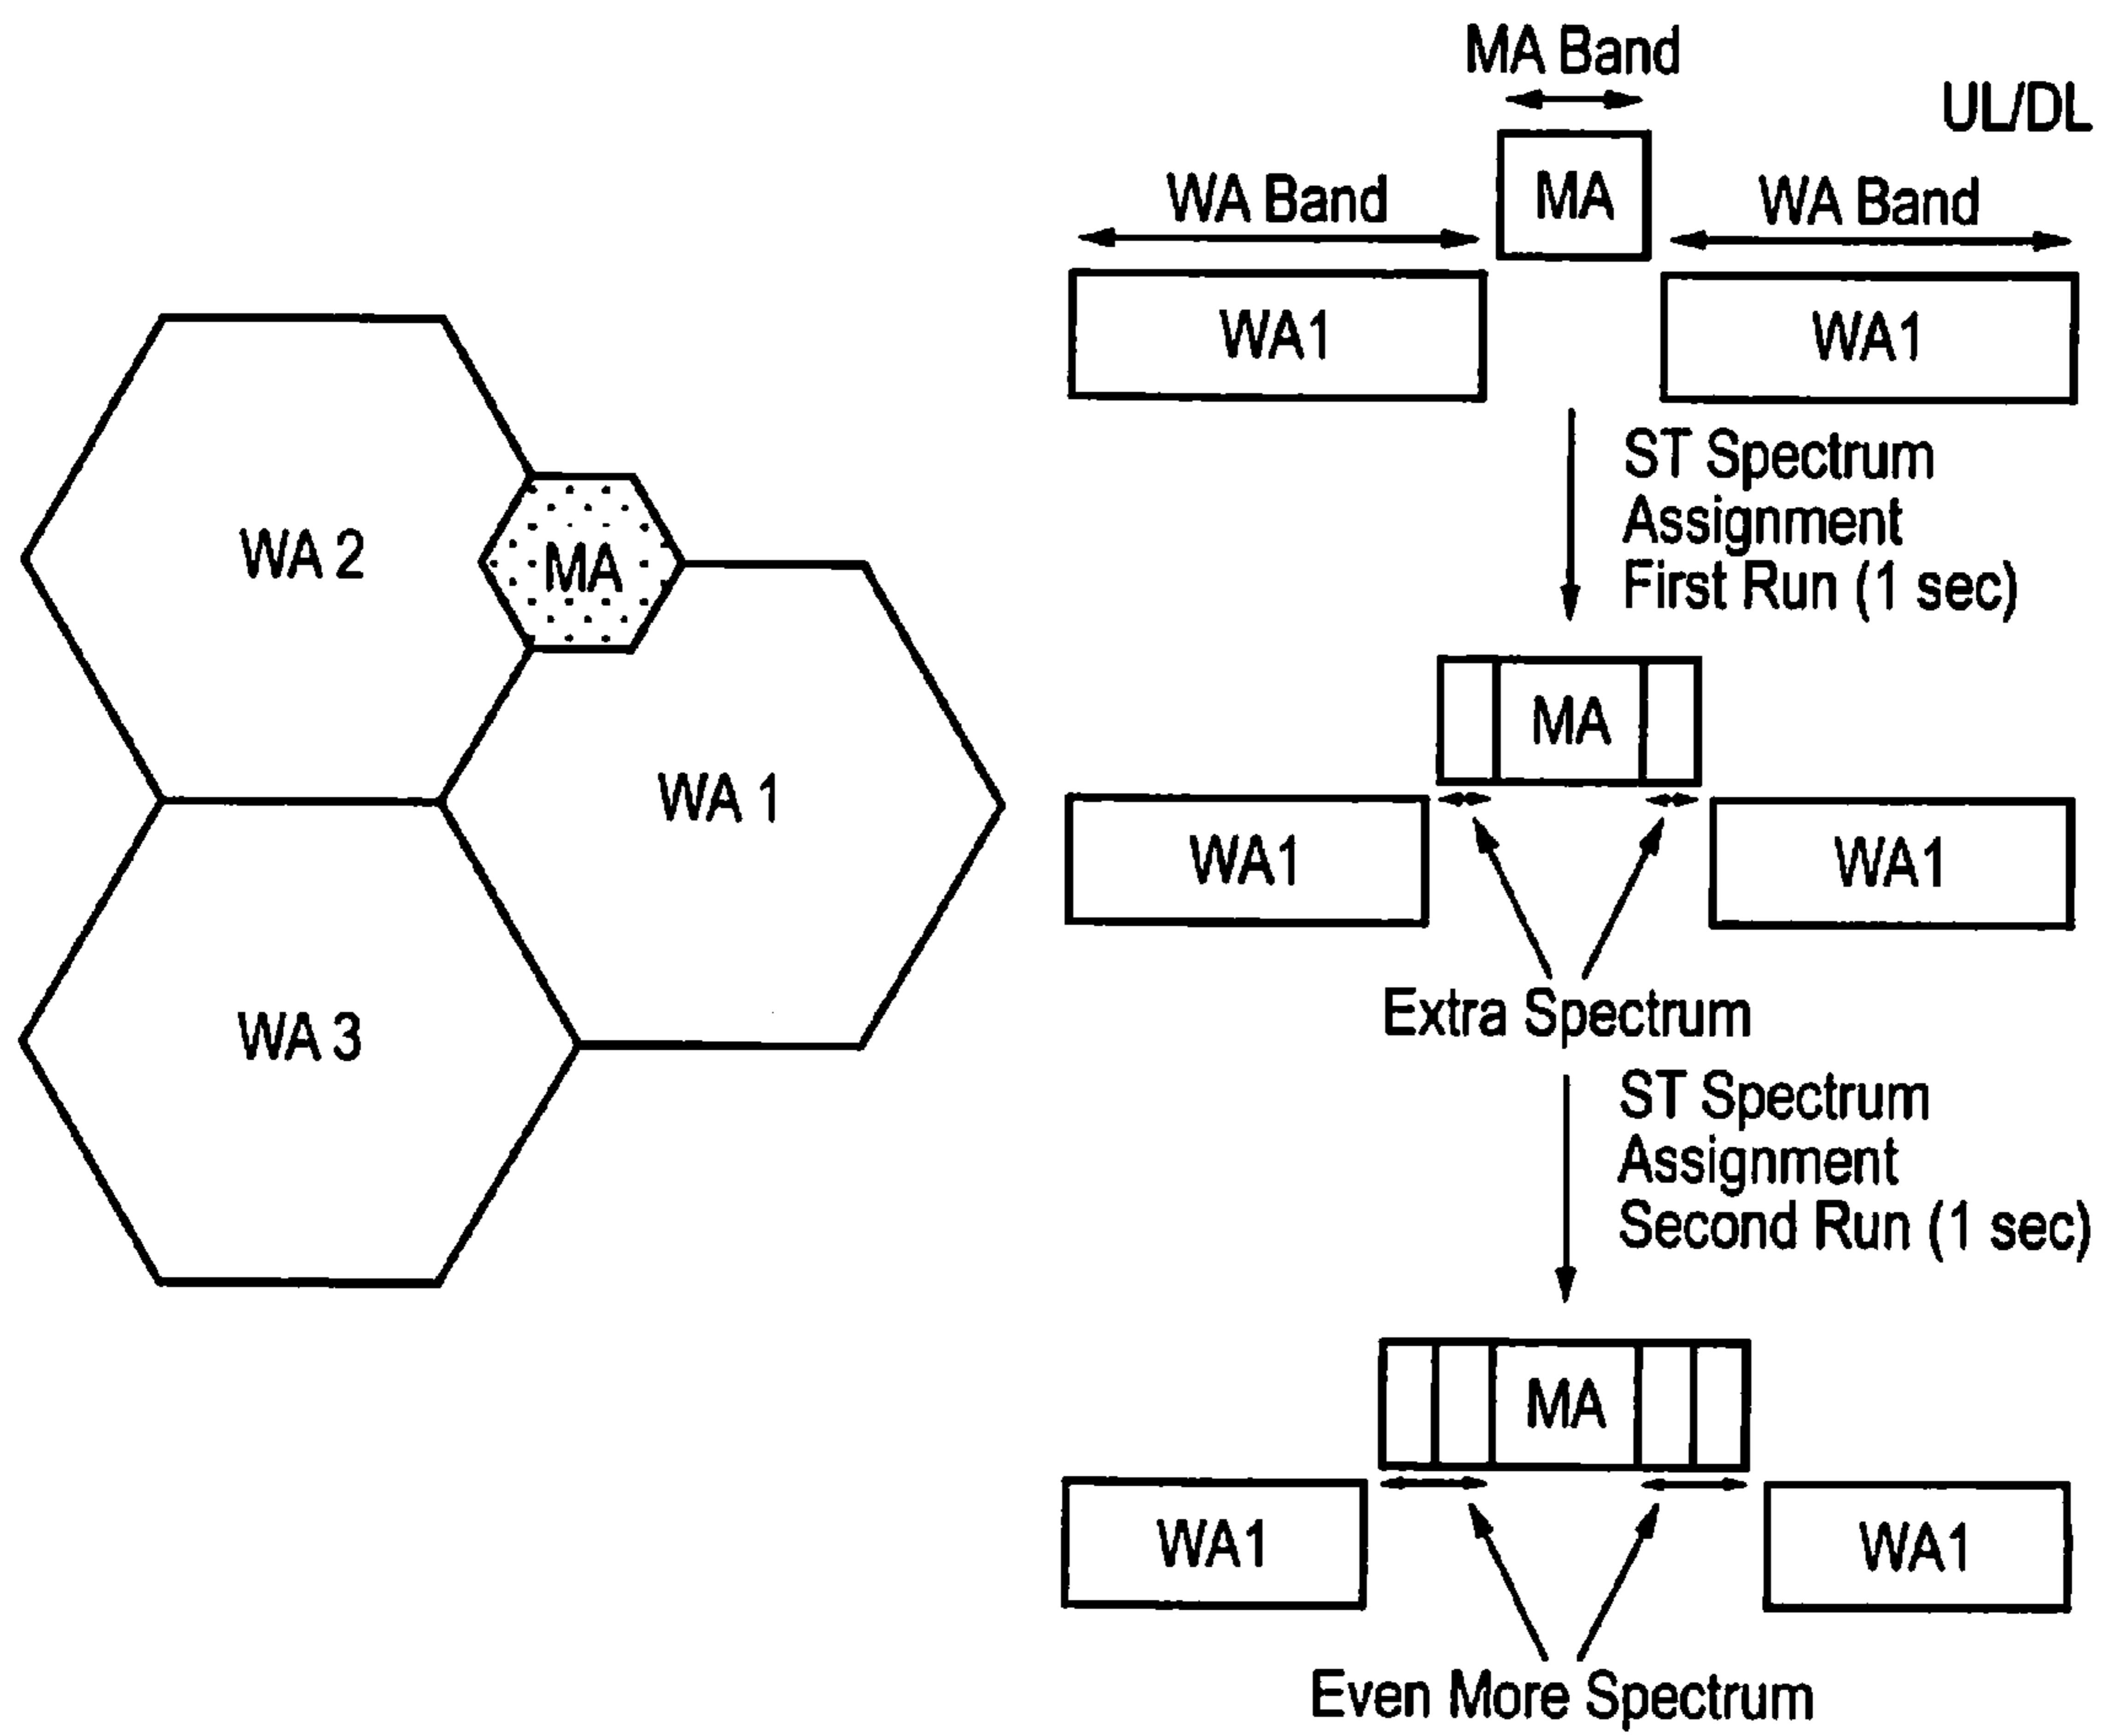 WA 2
MA
WA 1
WA 3
MA Band
UL/DL
MA
WA Band
WA Band
WA1
WA1
ST Spectrum
Assignment
First Run (1 sec)
MA
WA1
WA1
Extra Spectrum
ST Spectrum
Assignment
Second Run (1 sec)
MA
WA1
WA1
Even More Spectrum